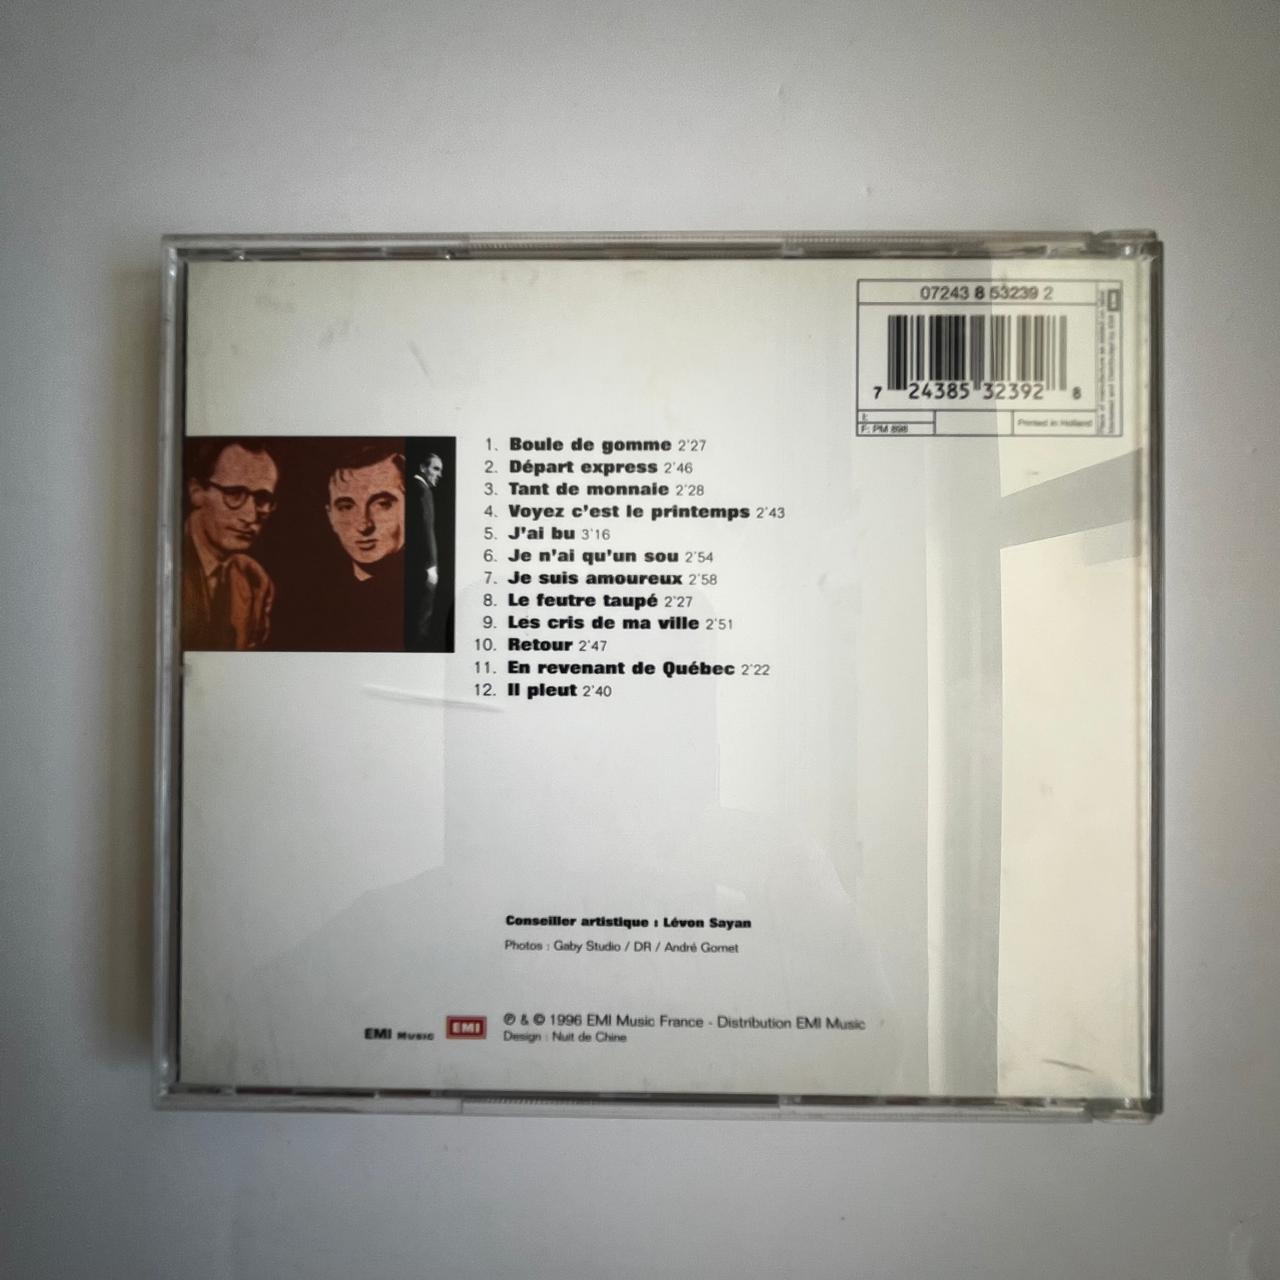 07243 8 53239 2
7 24385 32392 8
I:
F: PM 898
Printed in Holland
1. Boule de gomme 2'27
2. Départ express 2'46
3. Tant de monnaie 2'28
4. Voyez c'est le printemps 2'43
5. J'ai bu 3'16
6. Je n'ai qu'un sou 2'54
7. Je suis amoureux 2'58
8. Le feutre taupé 2'27
9. Les cris de ma ville 2'51
10. Retour 2'47
11. En revenant de Québec 2'22
12. Il pleut 2'40
Conseiller artistique : Lévon Sayan
Photos : Gaby Studio / DR / André Gornet
EMI MUSIC EMI ℗ & © 1996 EMI Music France - Distribution EMI Music
Design : Nuit de Chine